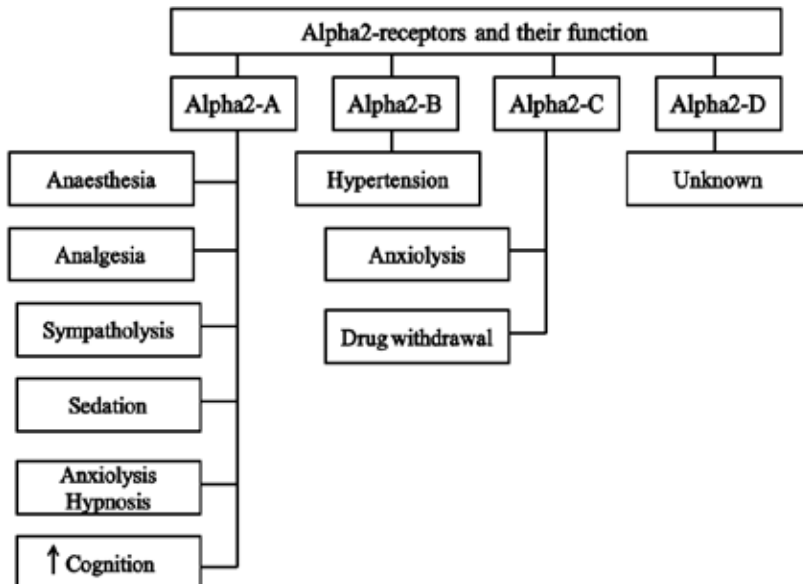 Alpha2-receptors and their function
Alpha2-A
Alpha2-B
Alpha2-C
Alpha2-D
Anaesthesia
Hypertension
Unknown
Analgesia
Anxiolysis
Sympatholysis
Drug withdrawal
Sedation
Anxiolysis
Hypnosis
↑ Cognition